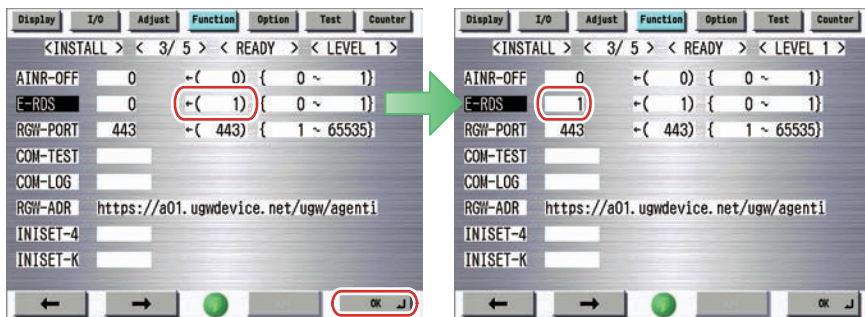 Display I/O Adjust Function Option Test Counter
<INSTALL > < 3/ 5 > < READY > < LEVEL 1 >
AINR-OFF 0 ←( 0) { 0 ~ 1}
E-RDS 0 ←( 1) { 0 ~ 1}
RGW-PORT 443 ←( 443) { 1 ~ 65535}
COM-TEST
COM-LOG
RGW-ADR https://a01.ugwdevice.net/ugw/agenti
INISET-4
INISET-K
← → OK ┘
Display I/O Adjust Function Option Test Counter
<INSTALL > < 3/ 5 > < READY > < LEVEL 1 >
AINR-OFF 0 ←( 0) { 0 ~ 1}
E-RDS 1 ←( 1) { 0 ~ 1}
RGW-PORT 443 ←( 443) { 1 ~ 65535}
COM-TEST
COM-LOG
RGW-ADR https://a01.ugwdevice.net/ugw/agenti
INISET-4
INISET-K
← → OK ┘